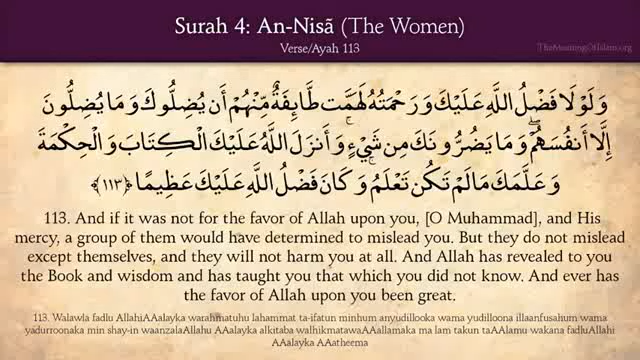 Surah 4: An-Nisã (The Women)
Verse/Ayah 113
TheMeaningOfIslam.org
وَلَوْلَا فَضْلُ اللَّهِ عَلَيْكَ وَرَحْمَتُهُ لَهَمَّت طَّائِفَةٌ مِّنْهُمْ أَن يُضِلُّوكَ وَمَا يُضِلُّونَ
إِلَّا أَنفُسَهُمْ ۖ وَمَا يَضُرُّونَكَ مِن شَيْءٍ ۚ وَأَنزَلَ اللَّهُ عَلَيْكَ الْكِتَابَ وَالْحِكْمَةَ
وَعَلَّمَكَ مَا لَمْ تَكُن تَعْلَمُ ۚ وَكَانَ فَضْلُ اللَّهِ عَلَيْكَ عَظِيمًا ﴿١١٣﴾
113. And if it was not for the favor of Allah upon you, [O Muhammad], and His
mercy, a group of them would have determined to mislead you. But they do not mislead
except themselves, and they will not harm you at all. And Allah has revealed to you
the Book and wisdom and has taught you that which you did not know. And ever has
the favor of Allah upon you been great.
113. Walawla fadlu AllahiAAalayka warahmatuhu lahammat ta-ifatun minhum anyudillooka wama yudilloona illaanfusahum wama
yadurroonaka min shay-in waanzalaAllahu AAalayka alkitaba walhikmatawaAAallamaka ma lam takun taAAlamu wakana fadluAllahi
AAalayka AAatheema